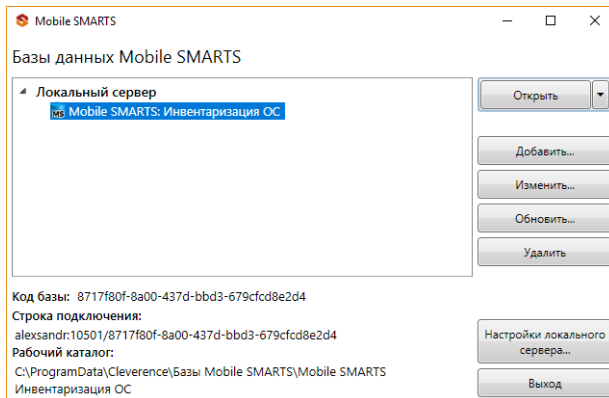 Mobile SMARTS
Базы данных Mobile SMARTS
Локальный сервер
MS Mobile SMARTS: Инвентаризация ОС
Открыть
Добавить...
Изменить...
Обновить...
Удалить
Код базы: 8717f80f-8a00-437d-bbd3-679cfcd8e2d4
Строка подключения:
alexsandr:10501/8717f80f-8a00-437d-bbd3-679cfcd8e2d4
Рабочий каталог:
C:\ProgramData\Cleverence\Базы Mobile SMARTS\Mobile SMARTS
Инвентаризация ОС
Настройки локального
сервера...
Выход